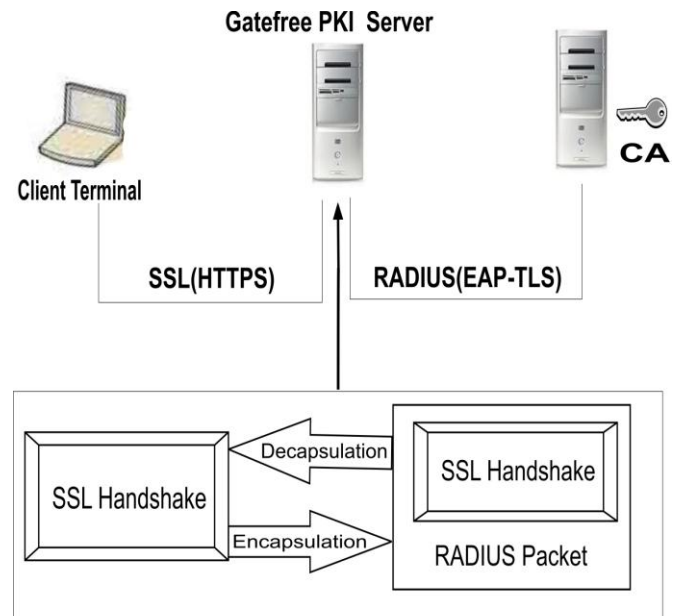 Gatefree PKI Server
CA
Client Terminal
SSL(HTTPS)
RADIUS(EAP-TLS)
Decapsulation
SSL Handshake
SSL Handshake
Encapsulation
RADIUS Packet